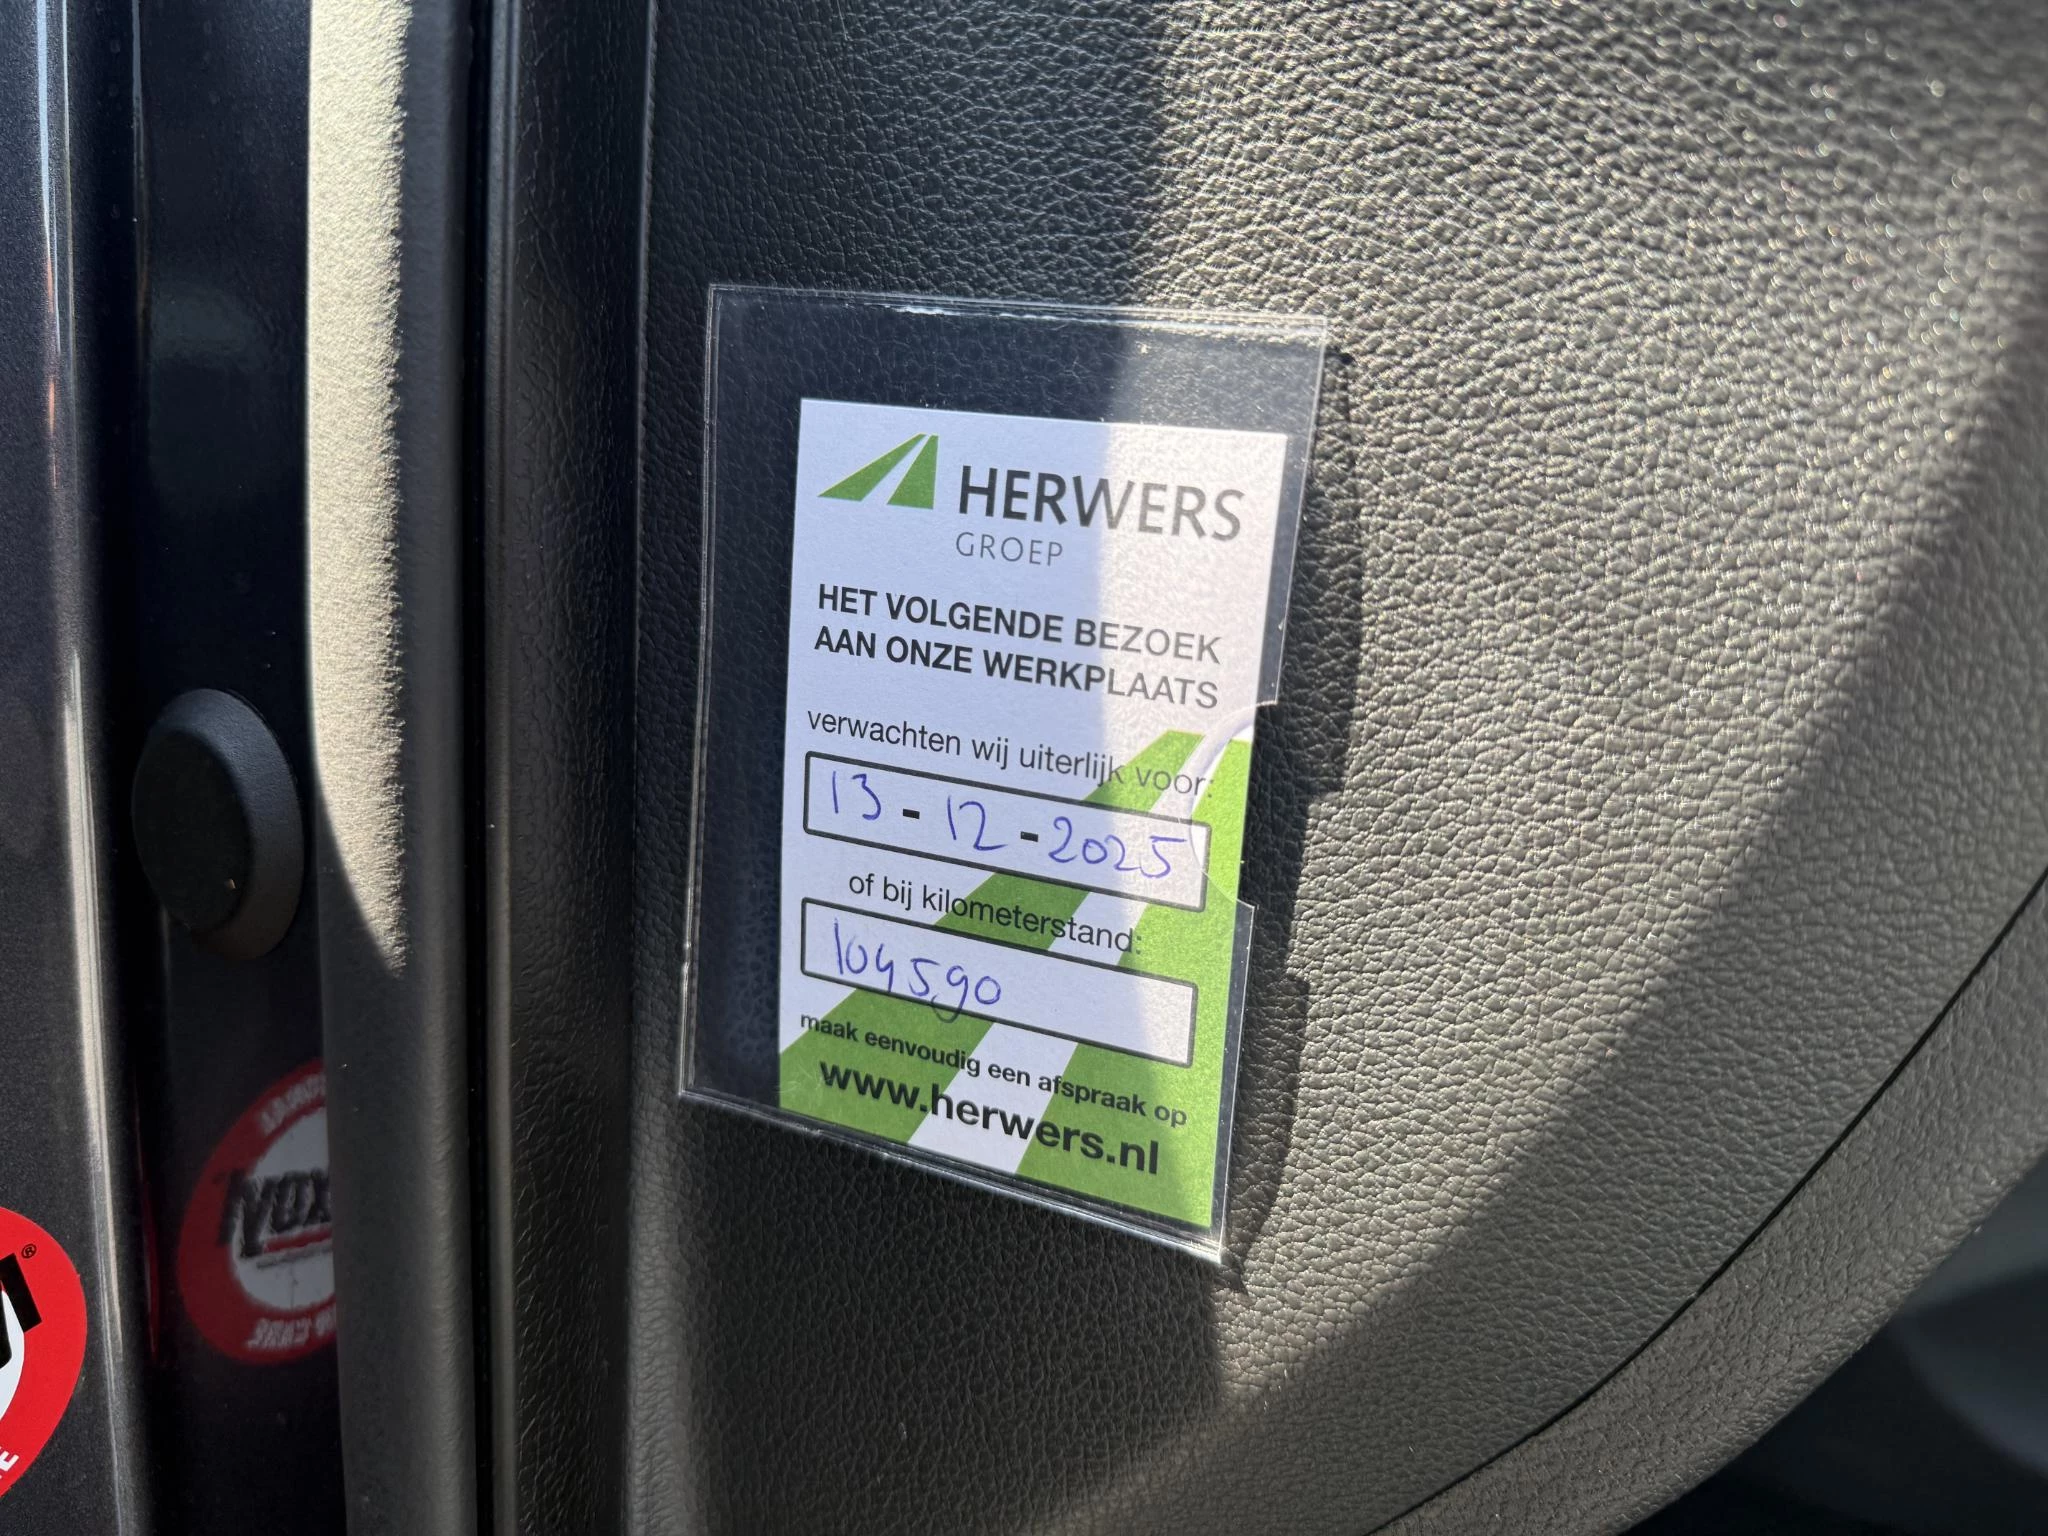 HERWERS
GROEP
HET VOLGENDE BEZOEK
AAN ONZE WERKPLAATS
verwachten wij uiterlijk voor:
13-12-2025
of bij kilometerstand:
104590
maak eenvoudig een afspraak op
www.herwers.nl